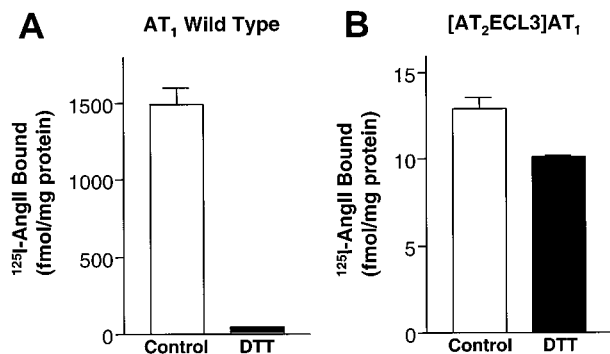 A
AT₁ Wild Type
¹²⁵I-AngII Bound
(fmol/mg protein)
1500
1000
500
0
Control
DTT
B
[AT₂ECL3]AT₁
¹²⁵I-AngII Bound
(fmol/mg protein)
15
10
5
0
Control
DTT